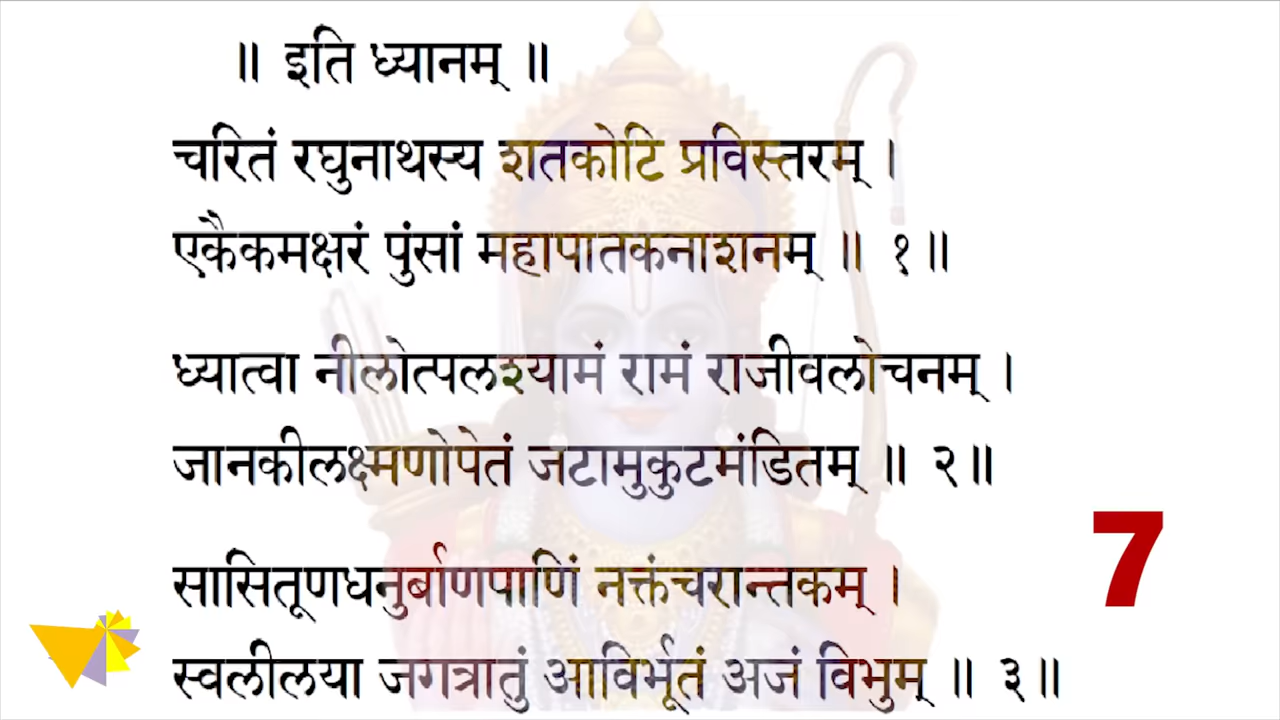 ॥ इति ध्यानम् ॥
चरितं रघुनाथस्य शतकोटि प्रविस्तरम् ।
एकैकमक्षरं पुंसां महापातकनाशनम् ॥ १॥
ध्यात्वा नीलोत्पलश्यामं रामं राजीवलोचनम् ।
जानकीलक्ष्मणोपेतं जटामुकुटमंडितम् ॥ २॥
सासितूणधनुर्बाणपाणिं नक्तंचरान्तकम् ।
स्वलीलया जगत्रातुं आविर्भूतं अजं विभुम् ॥ ३॥
7